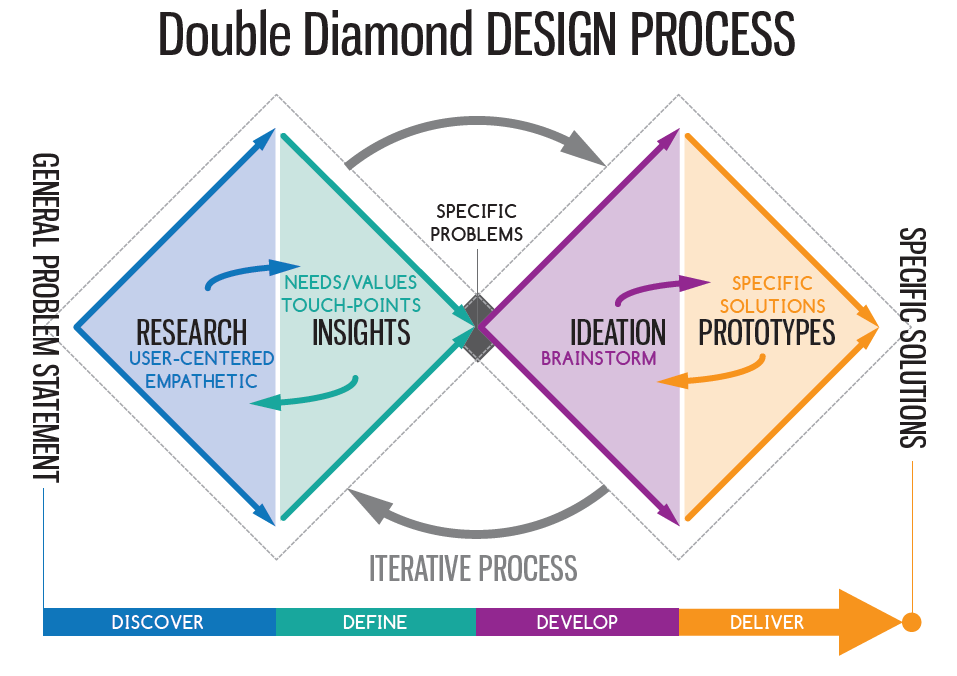 Double Diamond DESIGN PROCESS
GENERAL PROBLEM STATEMENT
SPECIFIC
PROBLEMS
NEEDS/VALUES
TOUCH-POINTS
RESEARCH
INSIGHTS
USER-CENTERED
EMPATHETIC
SPECIFIC
SOLUTIONS
IDEATION
PROTOTYPES
BRAINSTORM
SPECIFIC SOLUTIONS
ITERATIVE PROCESS
DISCOVER
DEFINE
DEVELOP
DELIVER